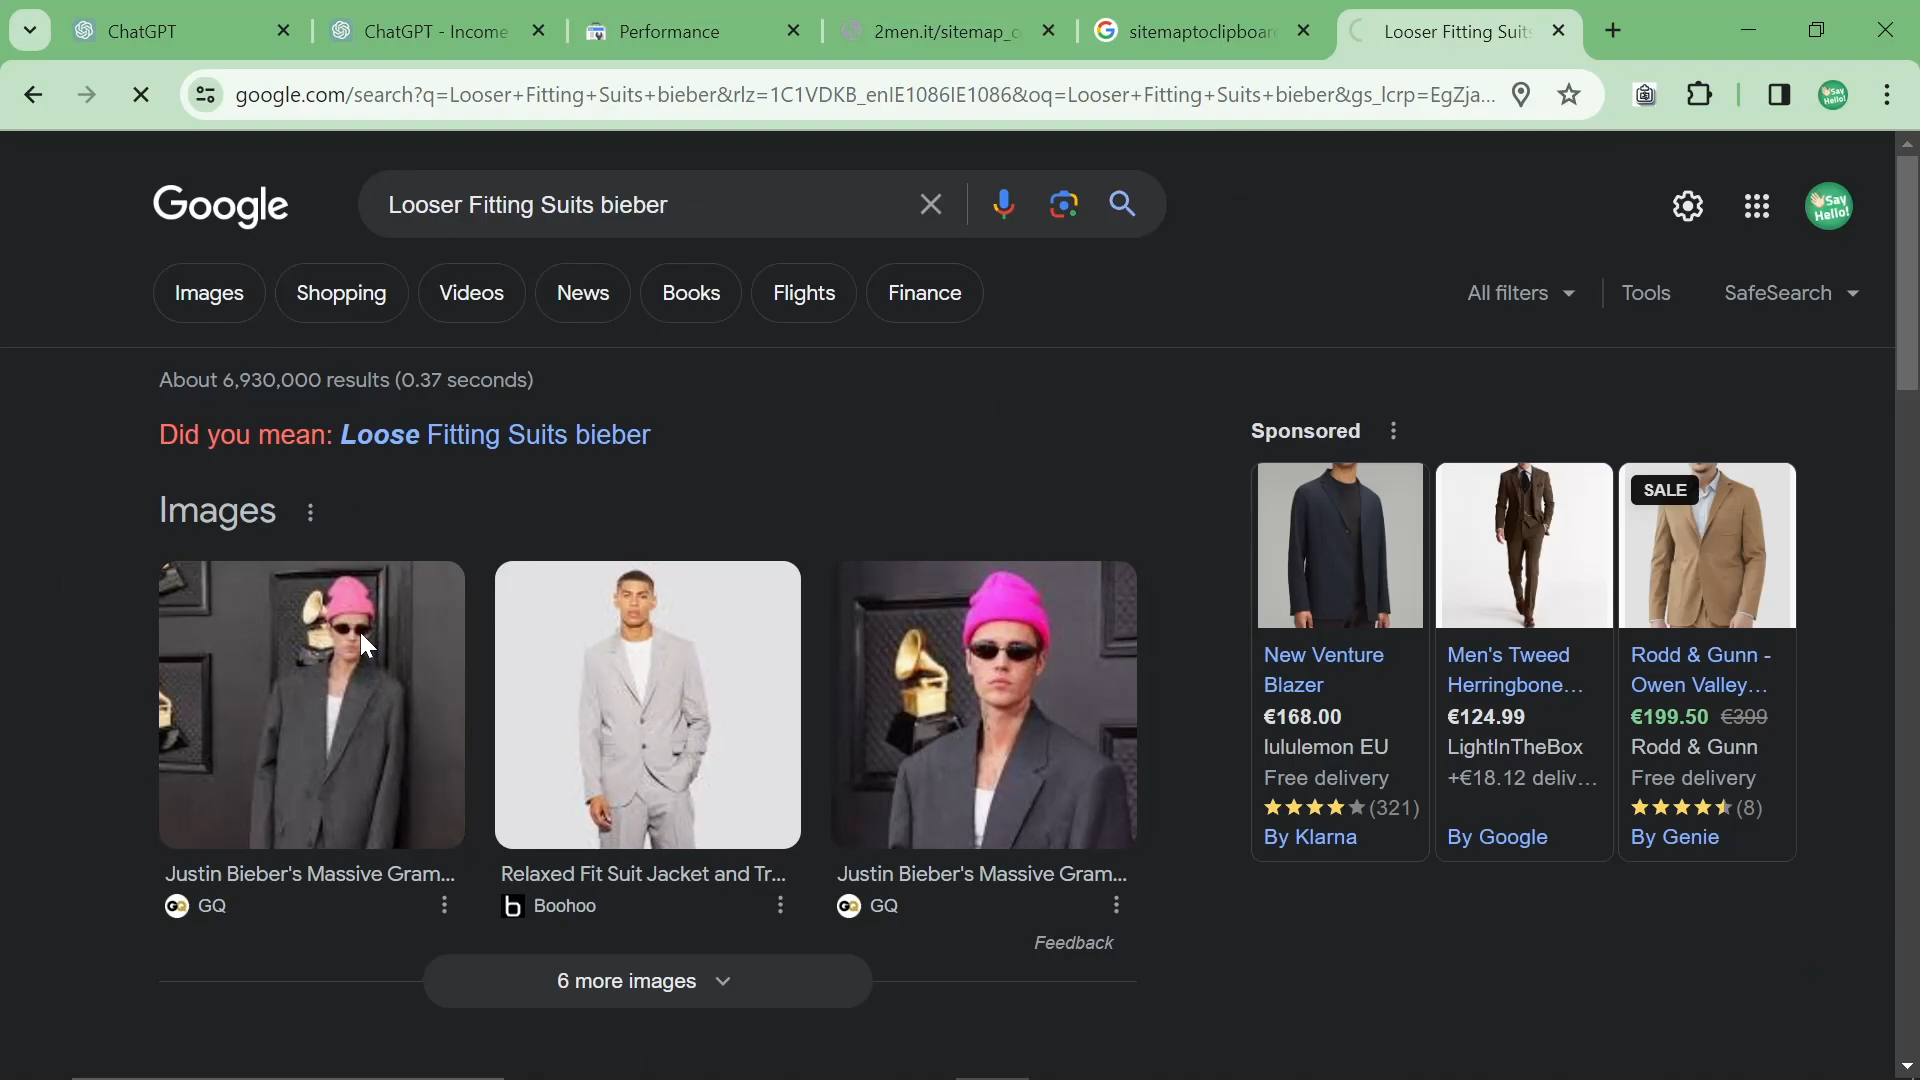 ChatGPT
ChatGPT - Income
Performance
2men.it/sitemap_c
sitemaptoclipboar
Looser Fitting Suits
google.com/search?q=Looser+Fitting+Suits+bieber&rlz=1C1VDKB_enIE1086IE1086&oq=Looser+Fitting+Suits+bieber&gs_lcrp=EgZja...
Say Hello!
Google
Looser Fitting Suits bieber
Say
Hello!
Images
Shopping
Videos
News
Books
Flights
Finance
All filters
Tools
SafeSearch
About 6,930,000 results (0.37 seconds)
Did you mean: Loose Fitting Suits bieber
Images
Justin Bieber's Massive Gram...
GQ
Relaxed Fit Suit Jacket and Tr...
b Boohoo
Justin Bieber's Massive Gram...
GQ
Feedback
6 more images
Sponsored
New Venture
Blazer
€168.00
lululemon EU
Free delivery
(321)
By Klarna
Men's Tweed
Herringbone...
€124.99
LightInTheBox
+€18.12 deliv...
By Google
SALE
Rodd & Gunn -
Owen Valley...
€199.50 €399
Rodd & Gunn
Free delivery
(8)
By Genie